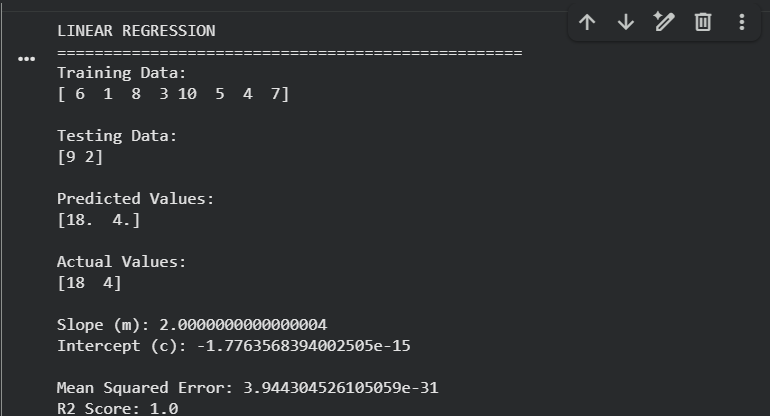 LINEAR REGRESSION
==================================================
Training Data:
[ 6  1  8  3 10  5  4  7]
Testing Data:
[9 2]
Predicted Values:
[18.  4.]
Actual Values:
[18  4]
Slope (m): 2.0000000000000004
Intercept (c): -1.7763568394002505e-15
Mean Squared Error: 3.944304526105059e-31
R2 Score: 1.0